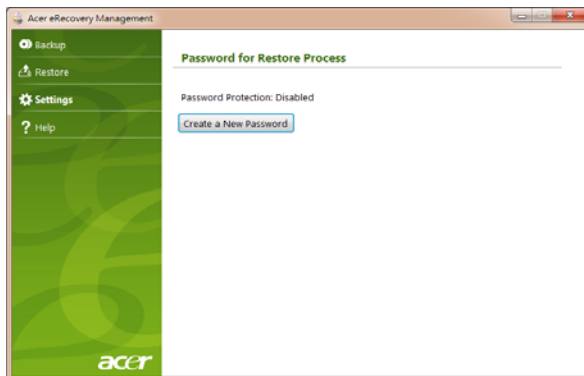 Acer eRecovery Management
Backup
Restore
Settings
? Help
Password for Restore Process
Password Protection: Disabled
Create a New Password
acer